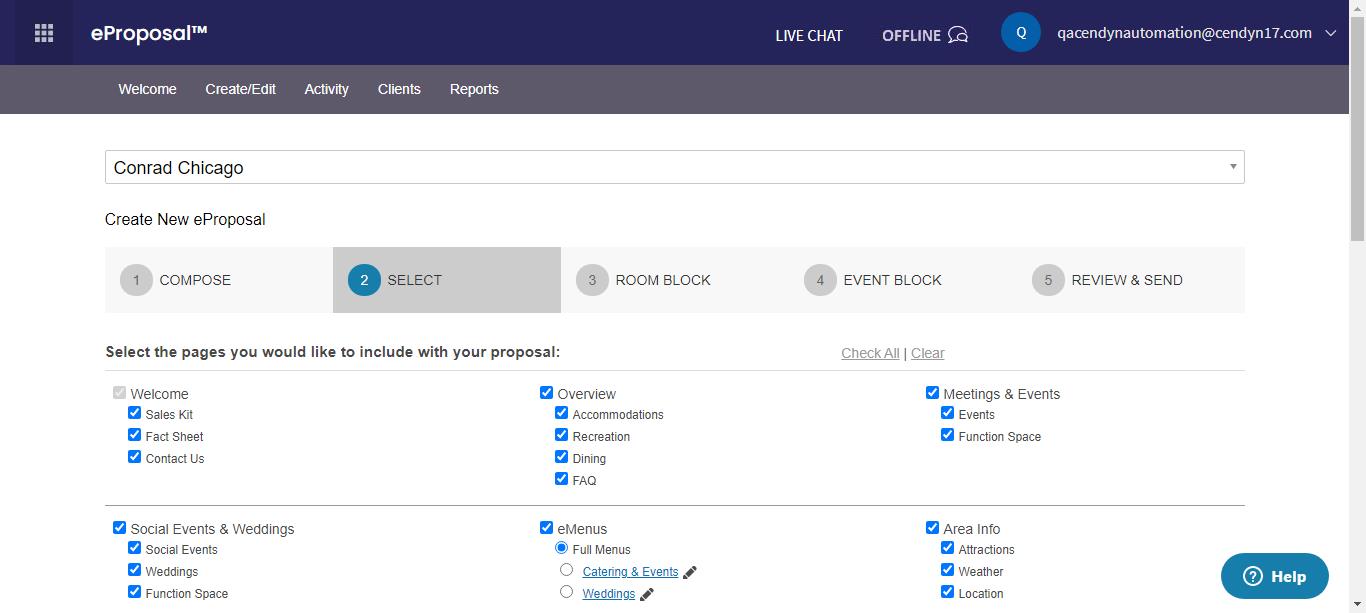 eProposal™
LIVE CHAT
OFFLINE
Q
qacendynautomation@cendyn17.com
Welcome Create/Edit Activity Clients Reports
Conrad Chicago
Create New eProposal
1 COMPOSE 2 SELECT 3 ROOM BLOCK 4 EVENT BLOCK 5 REVIEW & SEND
Select the pages you would like to include with your proposal: Check All | Clear
Welcome
Sales Kit
Fact Sheet
Contact Us
Overview
Accommodations
Recreation
Dining
FAQ
Meetings & Events
Events
Function Space
Social Events & Weddings
Social Events
Weddings
Function Space
eMenus
Full Menus
Catering & Events
Weddings
Area Info
Attractions
Weather
Location
? Help